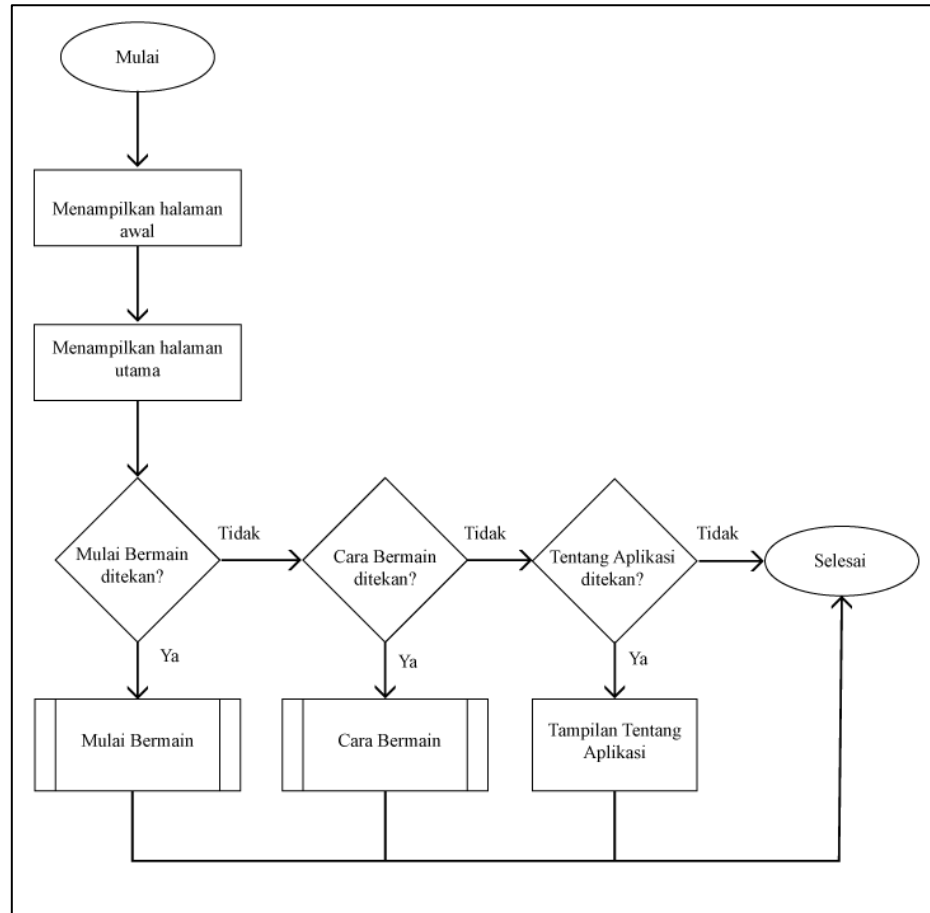 Mulai
Menampilkan halaman
awal
Menampilkan halaman
utama
Mulai Bermain
ditekan?
Tidak
Cara Bermain
ditekan?
Tidak
Tentang Aplikasi
ditekan?
Tidak
Selesai
Ya
Ya
Ya
Mulai Bermain
Cara Bermain
Tampilan Tentang
Aplikasi